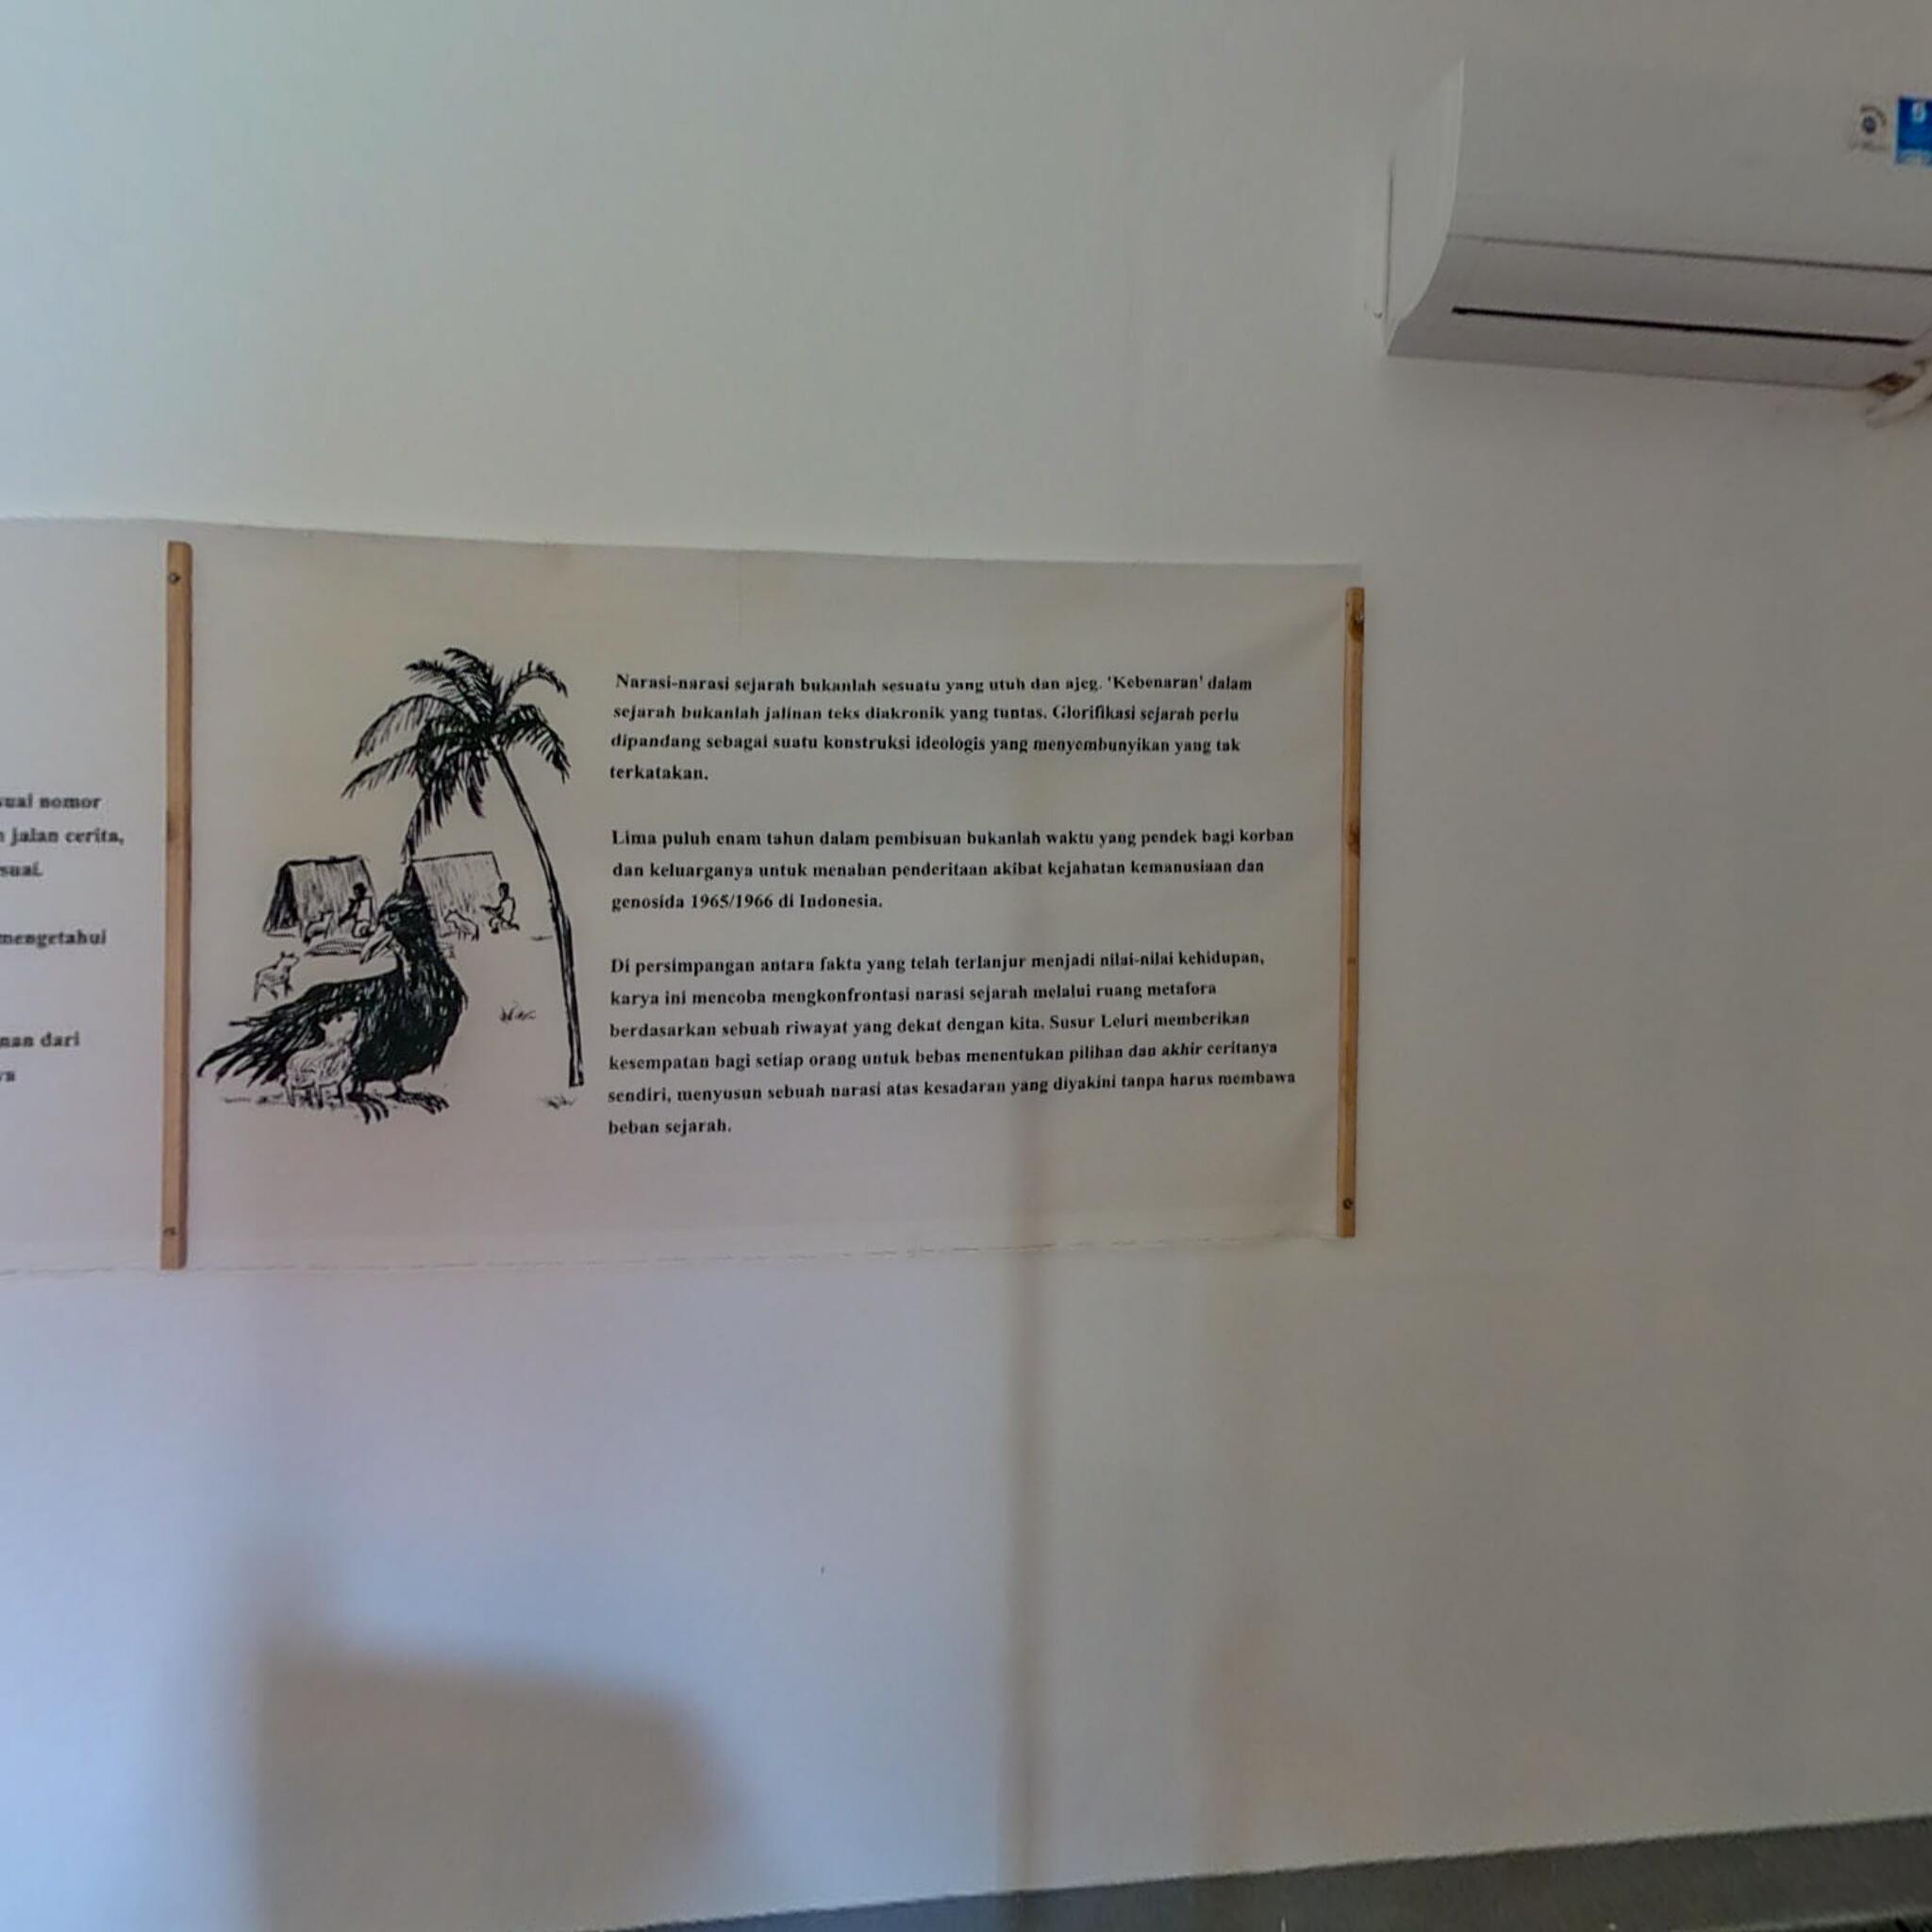 suai nomor
jalan cerita,
suai.
mengetahui
dari
Narasi-narasi sejarah bukanlah sesuatu yang utuh dan ajeg. 'Kebenaran' dalam
sejarah bukanlah jalinan teks diakronik yang tuntas. Glorifikasi sejarah perlu
dipandang sebagai suatu konstruksi ideologis yang menyembunyikan yang tak
terkatakan.
Lima puluh enam tahun dalam pembisuan bukanlah waktu yang pendek bagi korban
dan keluarganya untuk menahan penderitaan akibat kejahatan kemanusiaan dan
genosida 1965/1966 di Indonesia.
Di persimpangan antara fakta yang telah terlanjur menjadi nilai-nilai kehidupan,
karya ini mencoba mengkonfrontasi narasi sejarah melalui ruang metafora
berdasarkan sebuah riwayat yang dekat dengan kita. Susur Leluri memberikan
kesempatan bagi setiap orang untuk bebas menentukan pilihan dan akhir ceritanya
sendiri, menyusun sebuah narasi atas kesadaran yang diyakini tanpa harus membawa
beban sejarah.